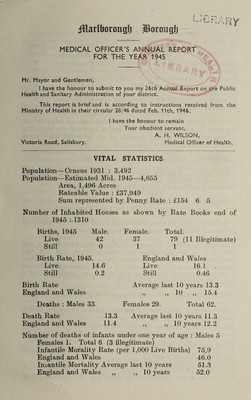 LIBRARY
Marlborough Borough
MEDICAL OFFICER'S ANNUAL REPORT
FOR THE YEAR 1945
Mr. Mayor and Gentlemen,
I have the honour to submit to you my 26th Annual Report on the Public
Health and Sanitary Administration of your district.
This report is brief and is according to instructions received from the
Ministry of Health in their circular 28/46 dated Feb. 11th, 1946.
I have the honour to remain
Your obedient servant,
A. H. WILSON,
Victoria Road, Salisbury. Medical Officer of Health.
VITAL STATISTICS
Population—Census 1931 : 3,492
Population—Estimated Mid. 1945—4,655
Area, 1,496 Acres
Rateable Value : £37,949
Sum represented by Penny Rate : £154 6 5
Number of Inhabited Houses as shown by Rate Books end of
1945 :1310
Births, 1945 Male. Female. Total.
Live 42 37 79 (11 Illegitimate)
Still 0 1 1
Birth Rate, 1945. England and Wales
Live 14.6 Live 16.1
Still 0.2 Still 0.46
Birth Rate Average last 10 years 13.3
England and Wales „ „ 10 „ 15.4
Deaths : Males 33. Females 29. Total 62.
Death Rate 13.3 Average last 10 years 11.3
England and Wales 11.4 „ „ 10 years 12.2
Number of deaths of infants under one year of age : Males 5
Females 1. Total 6 (3 illegitimate)
Infantile Morality Rate (per 1,000 Live Births) 75.9
England and Wales 46.0
Infantile Mortality Average last 10 years 51.3
England and Wales „ „ 10 years 52.0